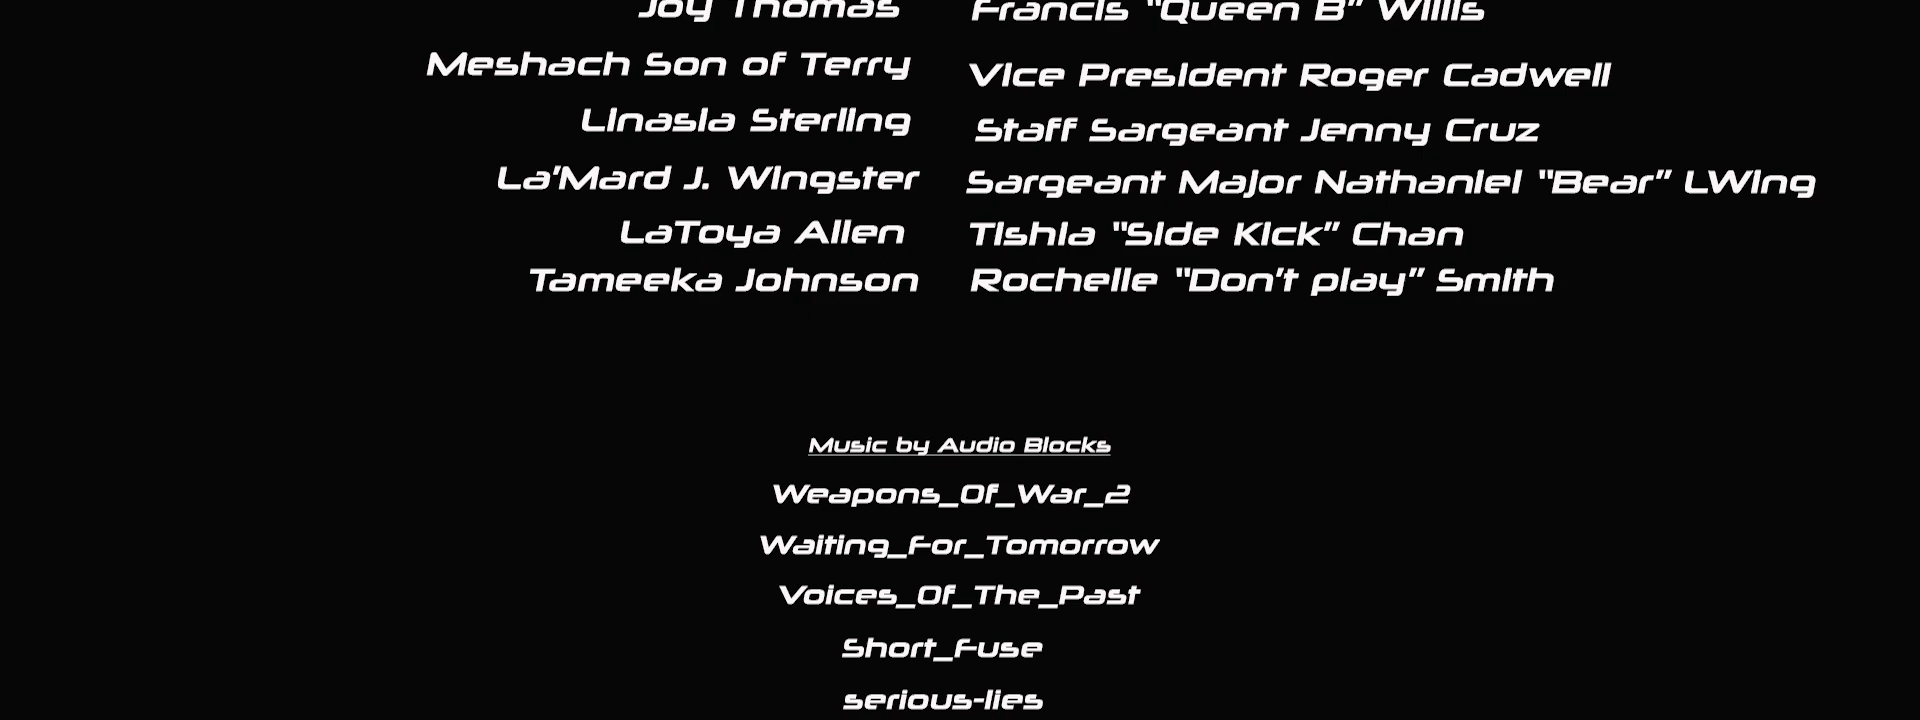 Joy Thomas Francis "Queen B" Willis
Meshach Son of Terry Vice President Roger Cadwell
Linasia Sterling Staff Sargeant Jenny Cruz
La'Mard J. Wingster Sargeant Major Nathaniel "Bear" LWing
LaToya Allen Tishia "Side Kick" Chan
Tameeka Johnson Rochelle "Don't play" Smith
Music by Audio Blocks
Weapons_Of_War_2
Waiting_For_Tomorrow
Voices_Of_The_Past
Short_Fuse
serious-lies